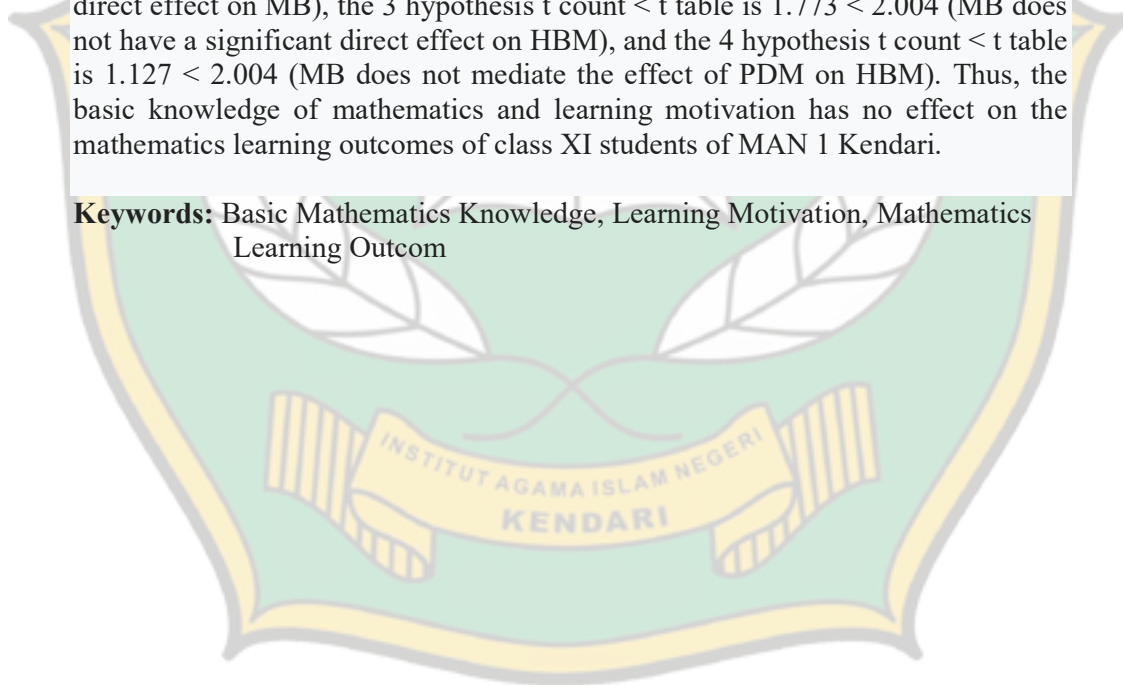 direct effect on MB), the 3 hypothesis t count < t table is 1.773 < 2.004 (MB does
not have a significant direct effect on HBM), and the 4 hypothesis t count < t table
is 1.127 < 2.004 (MB does not mediate the effect of PDM on HBM). Thus, the
basic knowledge of mathematics and learning motivation has no effect on the
mathematics learning outcomes of class XI students of MAN 1 Kendari.
Keywords: Basic Mathematics Knowledge, Learning Motivation, Mathematics
Learning Outcom
INSTITUT AGAMA ISLAM NEGERI
KENDARI